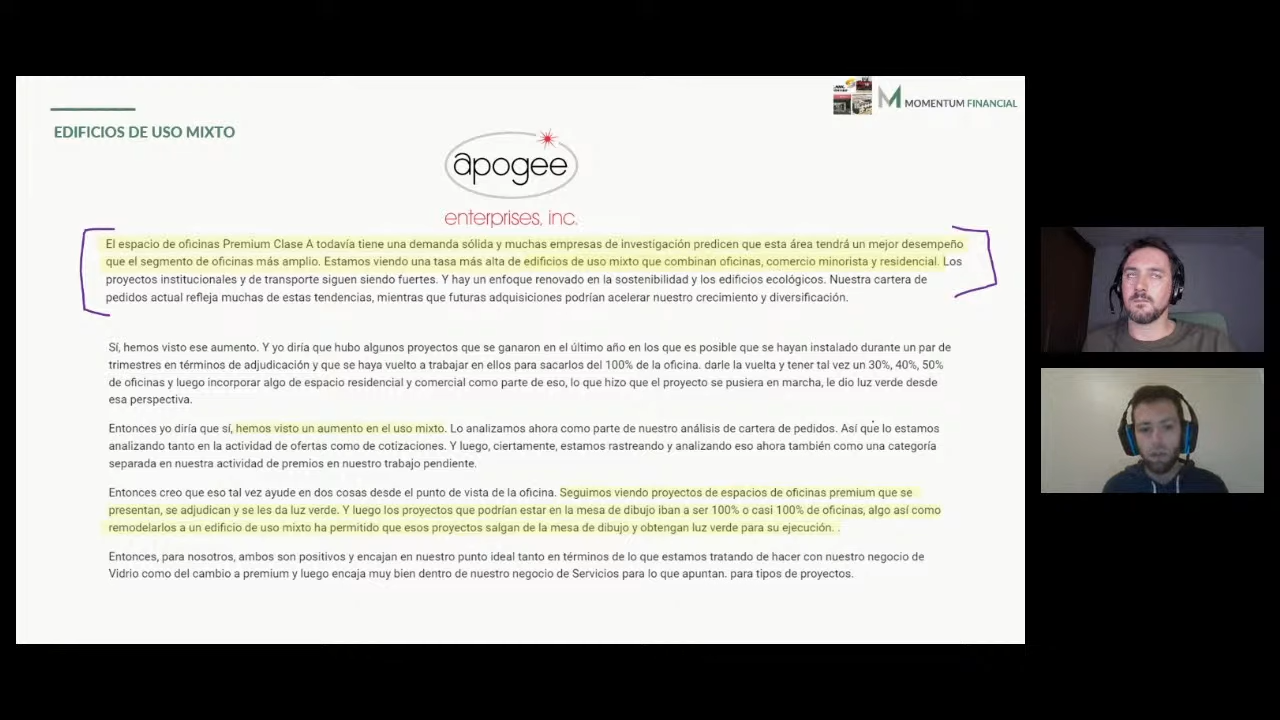 MOMENTUM FINANCIAL
EDIFICIOS DE USO MIXTO
apogee
enterprises, inc.
El espacio de oficinas Premium Clase A todavía tiene una demanda sólida y muchas empresas de investigación predicen que esta área tendrá un mejor desempeño
que el segmento de oficinas más amplio. Estamos viendo una tasa más alta de edificios de uso mixto que combinan oficinas, comercio minorista y residencial. Los
proyectos institucionales y de transporte siguen siendo fuertes. Y hay un enfoque renovado en la sostenibilidad y los edificios ecológicos. Nuestra cartera de
pedidos actual refleja muchas de estas tendencias, mientras que futuras adquisiciones podrían acelerar nuestro crecimiento y diversificación.
Sí, hemos visto ese aumento. Y yo diría que hubo algunos proyectos que se ganaron en el último año en los que es posible que se hayan instalado durante un par de
trimestres en términos de adjudicación y que se haya vuelto a trabajar en ellos para sacarlos del 100% de la oficina. darle la vuelta y tener tal vez un 30%, 40%, 50%
de oficinas y luego incorporar algo de espacio residencial y comercial como parte de eso, lo que hizo que el proyecto se pusiera en marcha, le dio luz verde desde
esa perspectiva.
Entonces yo diría que sí, hemos visto un aumento en el uso mixto. Lo analizamos ahora como parte de nuestro análisis de cartera de pedidos. Así que lo estamos
analizando tanto en la actividad de ofertas como de cotizaciones. Y luego, ciertamente, estamos rastreando y analizando eso ahora también como una categoría
separada en nuestra actividad de premios en nuestro trabajo pendiente.
Entonces creo que eso tal vez ayude en dos cosas desde el punto de vista de la oficina. Seguimos viendo proyectos de espacios de oficinas premium que se
presentan, se adjudican y se les da luz verde. Y luego los proyectos que podrían estar en la mesa de dibujo iban a ser 100% o casi 100% de oficinas, algo así como
remodelarlos a un edificio de uso mixto ha permitido que esos proyectos salgan de la mesa de dibujo y obtengan luz verde para su ejecución. .
Entonces, para nosotros, ambos son positivos y encajan en nuestro punto ideal tanto en términos de lo que estamos tratando de hacer con nuestro negocio de
Vidrio como del cambio a premium y luego encaja muy bien dentro de nuestro negocio de Servicios para lo que apuntan. para tipos de proyectos.